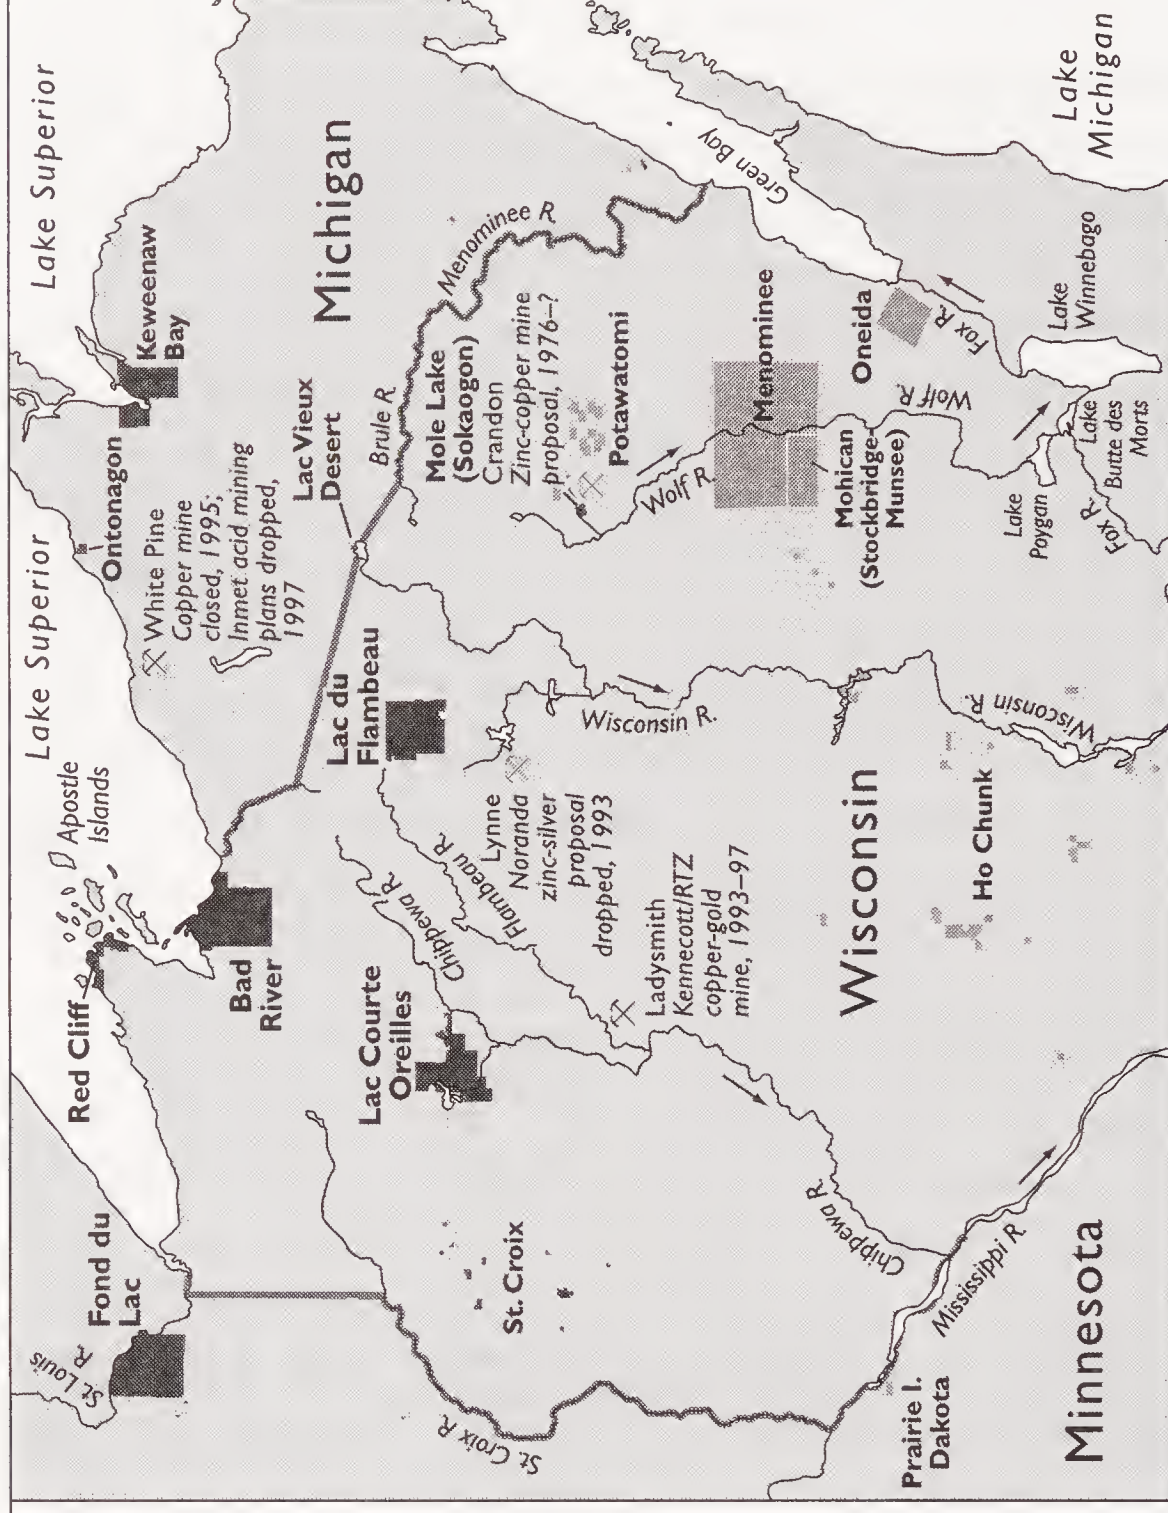 Lake Superior
Lake Superior
Apostle
Islands
Red Cliff
Bad
River
Fond du
Lac
St. Louis
R.
Ontonagon
Keweenaw
Bay
White Pine
Copper mine
closed, 1995;
Inmet acid mining
plans dropped,
1997
Michigan
Lac Vieux
Desert
Brule R.
Menominee R.
Lac du
Flambeau
Lac Courte
Oreilles
Chippewa R.
Flambeau R.
Lynne
Noranda
zinc-silver
proposal
dropped, 1993
Ladysmith
Kennecott/RTZ
copper-gold
mine, 1993–97
Mole Lake
(Sokaogon)
Crandon
Zinc-copper mine
proposal, 1976–?
Potawatomi
Wolf R.
Wisconsin R.
Menominee
Mohican
(Stockbridge-
Munsee)
Oneida
Wolf R.
Green Bay
Fox R.
Lake
Winnebago
Lake
Butte des
Morts
Lake
Poygan
Fox R.
Lake
Michigan
St. Croix
St. Croix R.
Chippewa R.
Wisconsin
Ho Chunk
Wisconsin
R.
Mississippi R.
Prairie I.
Dakota
Minnesota